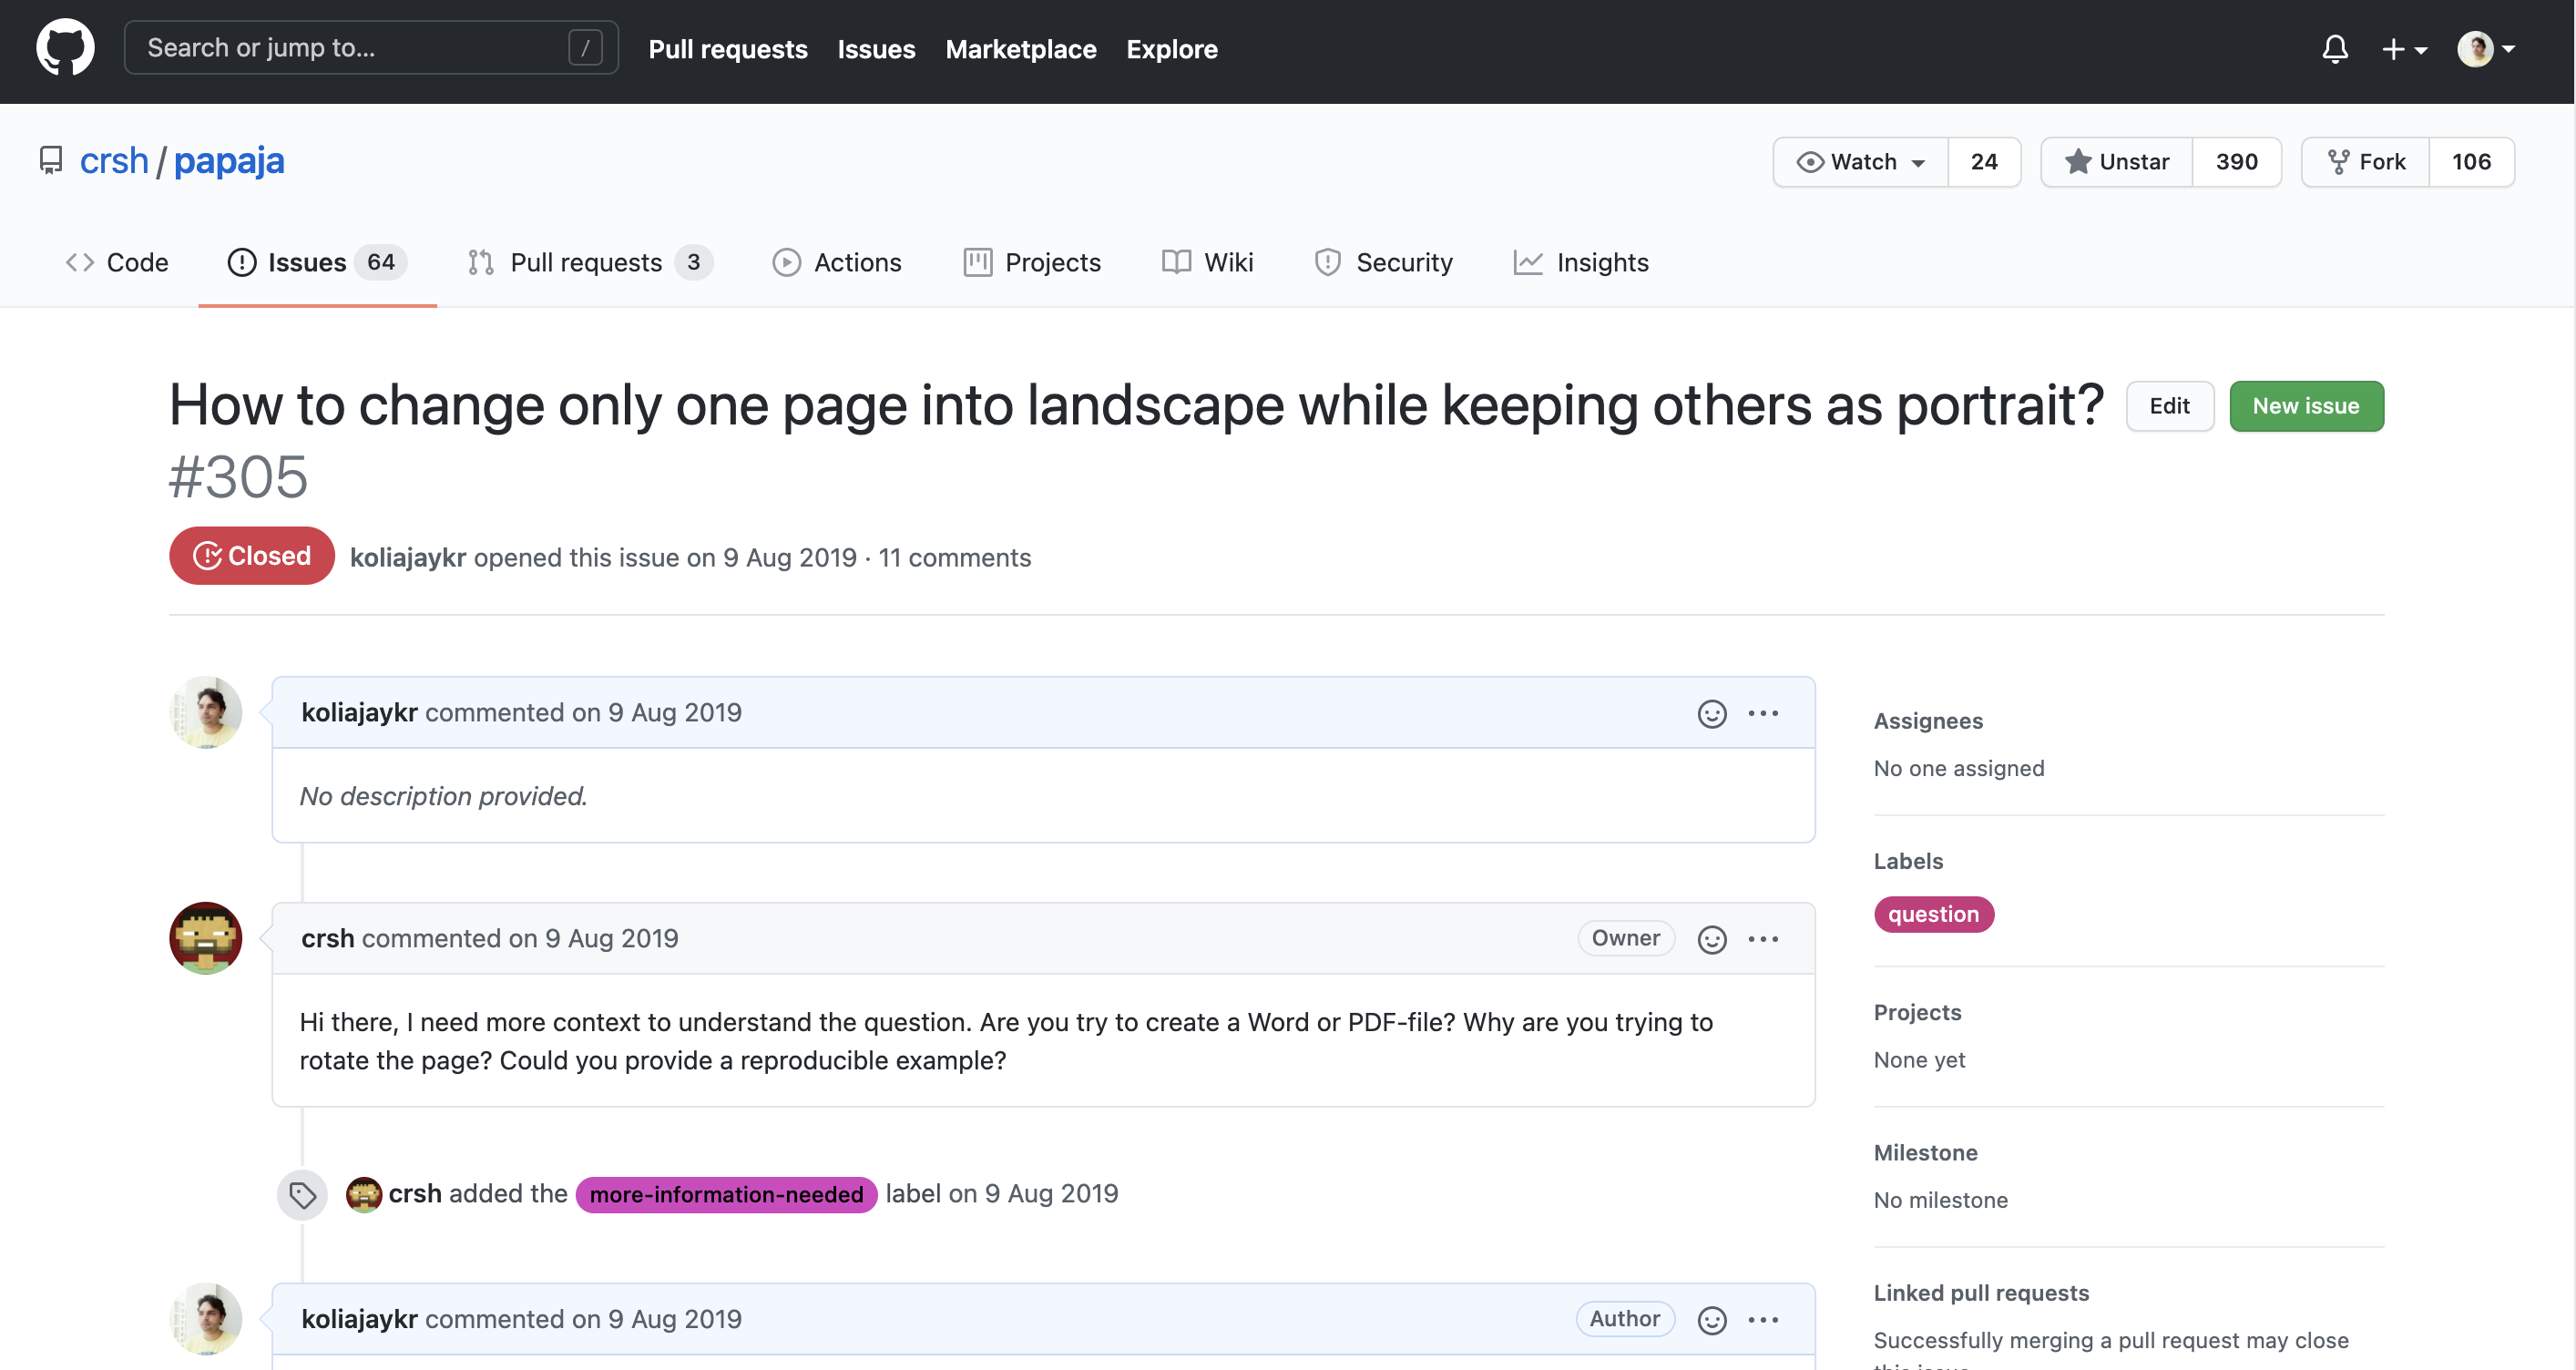 Search or jump to... /
Pull requests Issues Marketplace Explore
crsh / papaja
Watch 24
Unstar 390
Fork 106
Code
Issues 64
Pull requests 3
Actions
Projects
Wiki
Security
Insights
How to change only one page into landscape while keeping others as portrait?
#305
Edit
New issue
Closed
koliajaykr opened this issue on 9 Aug 2019 · 11 comments
koliajaykr commented on 9 Aug 2019
No description provided.
crsh commented on 9 Aug 2019
Owner
Hi there, I need more context to understand the question. Are you try to create a Word or PDF-file? Why are you trying to
rotate the page? Could you provide a reproducible example?
crsh added the more-information-needed label on 9 Aug 2019
koliajaykr commented on 9 Aug 2019
Author
Assignees
No one assigned
Labels
question
Projects
None yet
Milestone
No milestone
Linked pull requests
Successfully merging a pull request may close